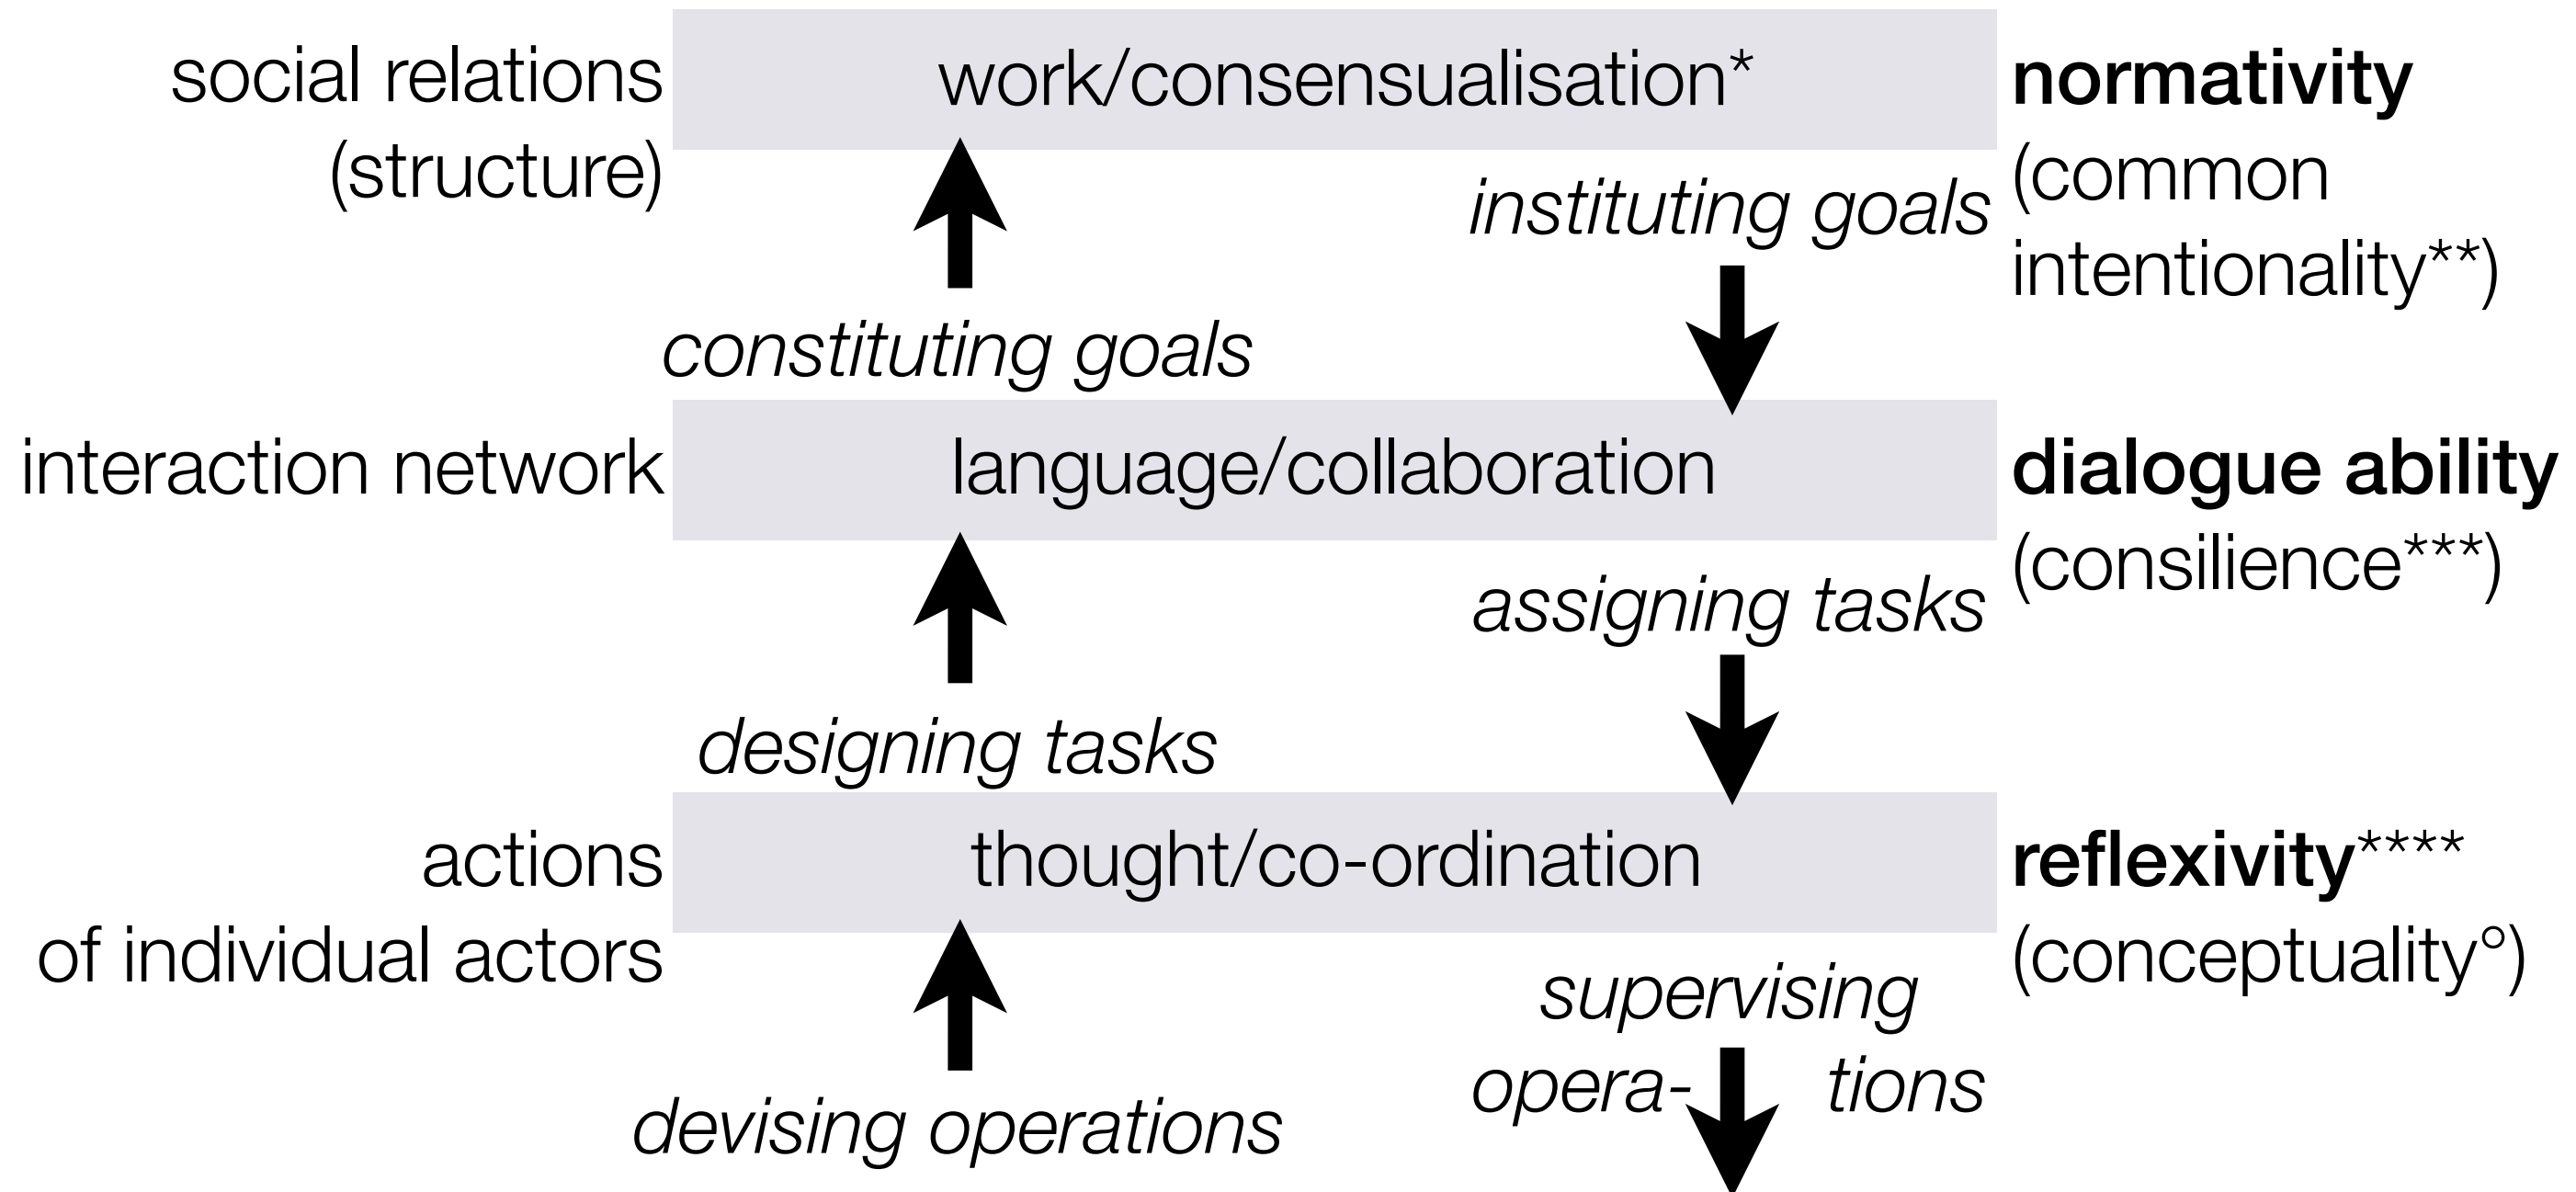 social relations
(structure)
work/consensualisation*
normativity
(common
intentionality**)
instituting goals
constituting goals
interaction network
language/collaboration
dialogue ability
(consilience***)
assigning tasks
designing tasks
actions
of individual actors
thought/co-ordination
reflexivity****
(conceptuality°)
supervising
opera- tions
devising operations